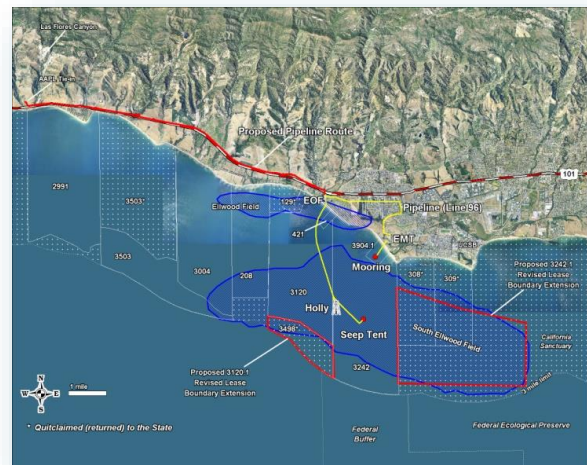 Las Flores Canyon
AAPL Tie-in
Proposed Pipeline Route
101
2991
3503*
129*
EOF
Pipeline (Line 96)
Ellwood Field
421
EMT
UCSB
3904.1
Mooring
3503
3004
208
308*
309*
Proposed 3242.1
Revised Lease
Boundary Extension
3120
Holly
South Ellwood Field
3498*
Seep Tent
California
Sanctuary
Proposed 3120.1
Revised Lease
Boundary Extension
3242
3 mile limit
N
W
E
S
1 mile
* Quitclaimed (returned) to the State
Federal
Buffer
Federal Ecological Preserve